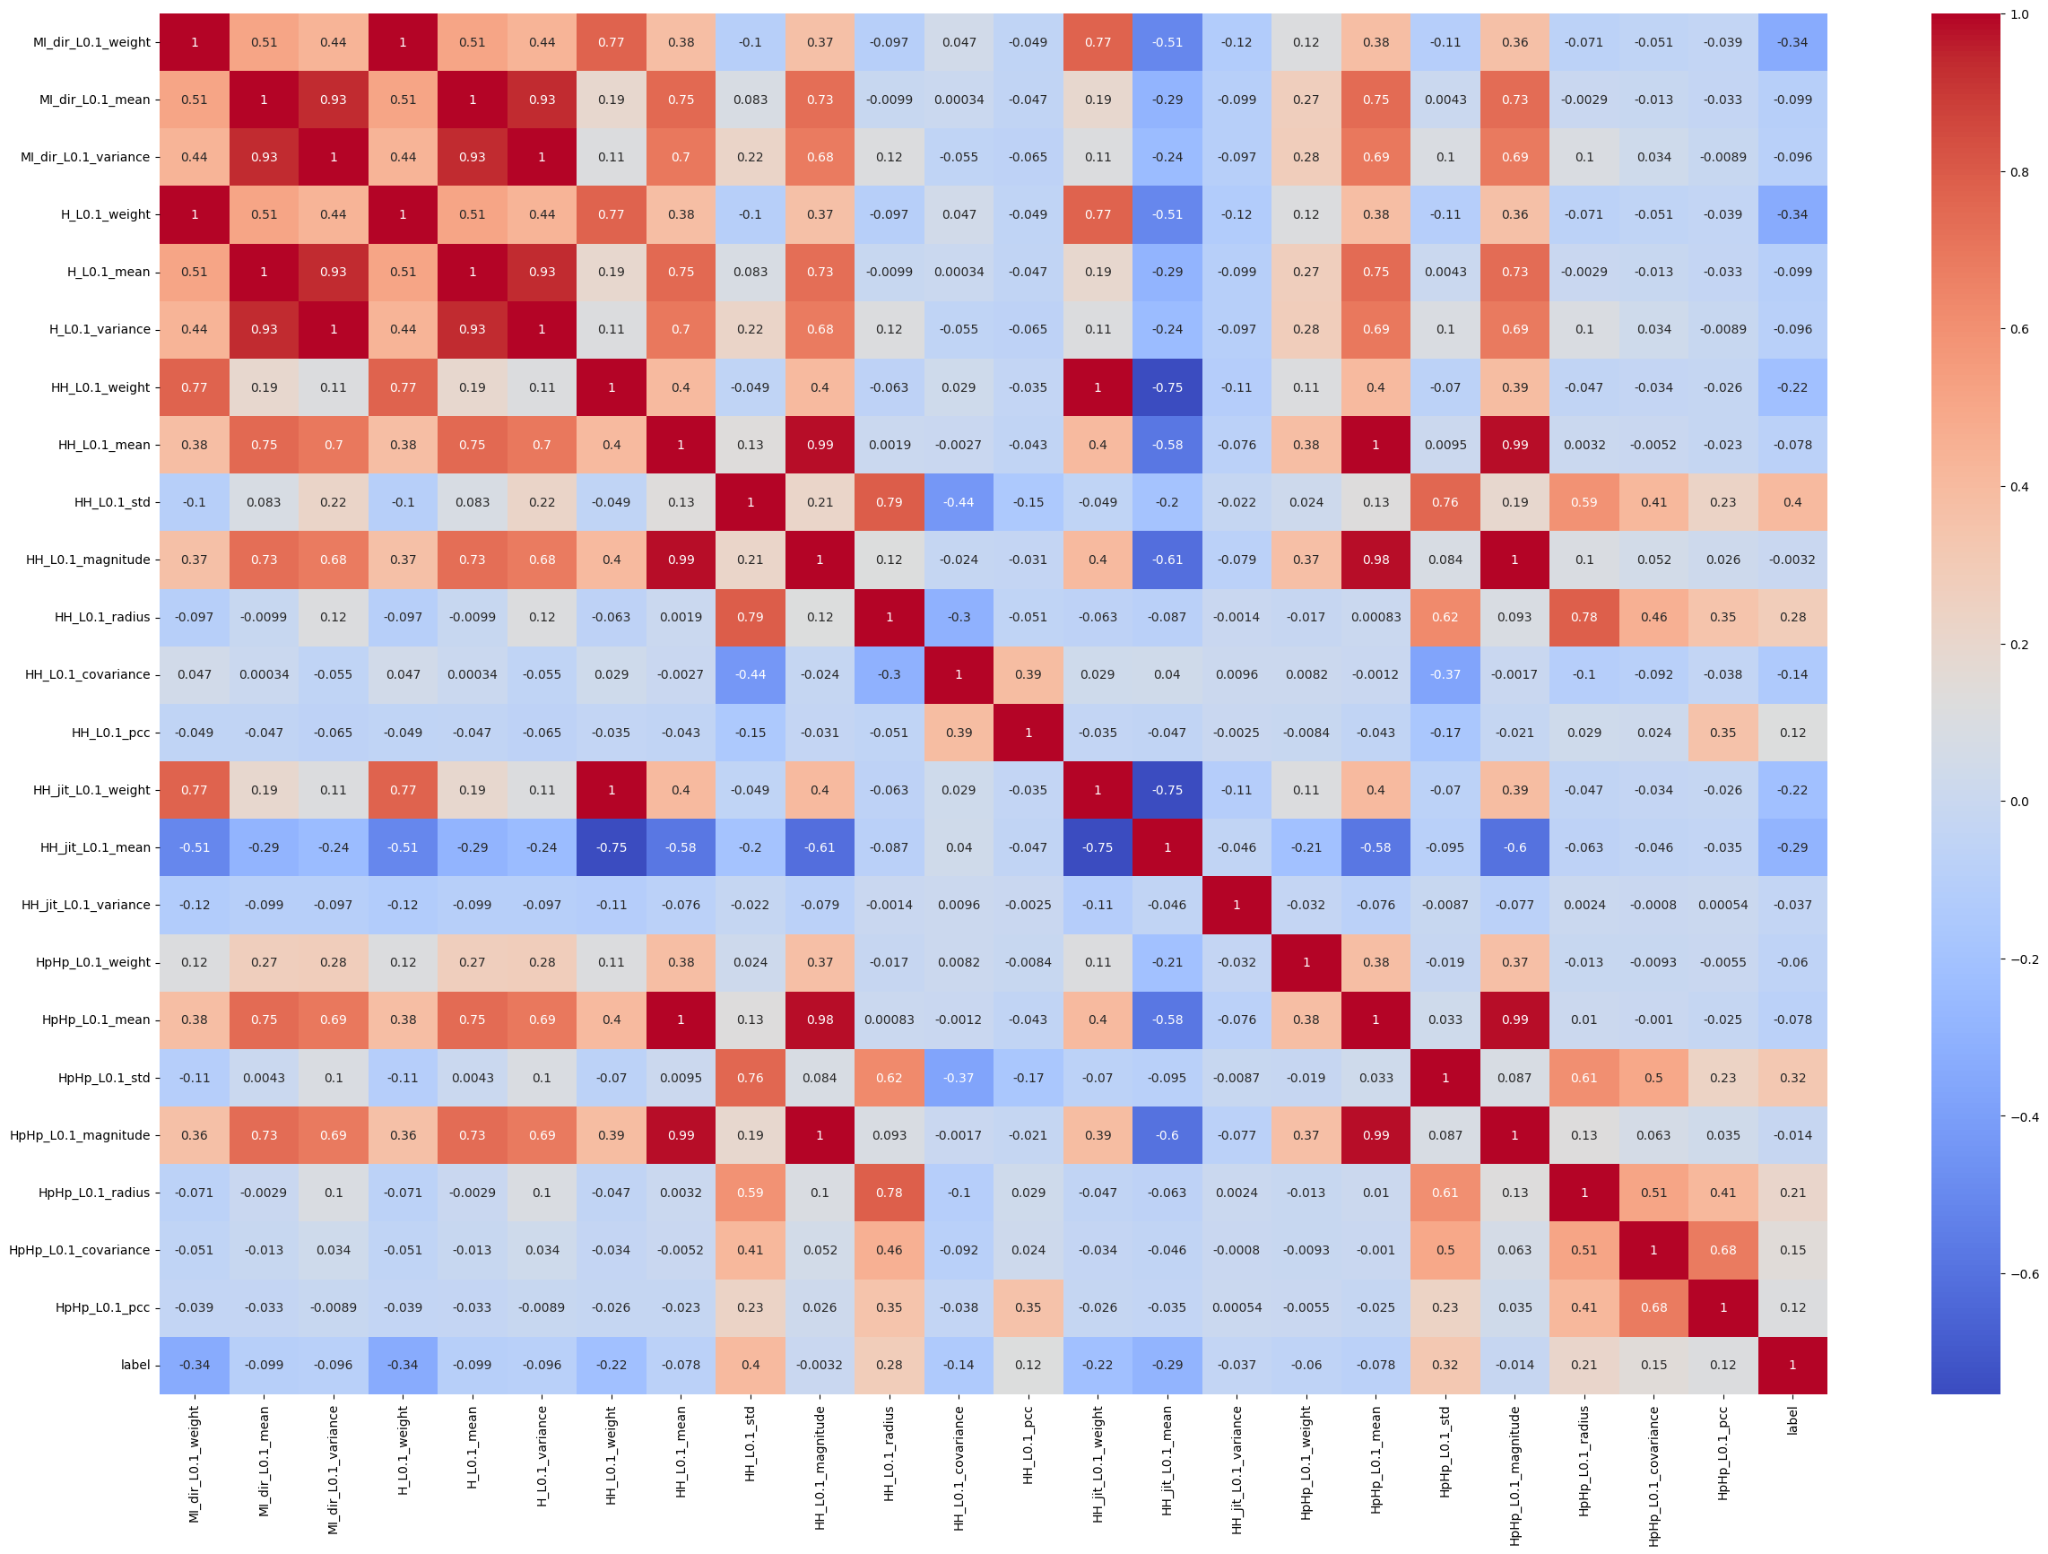 MI_dir_L0.1_weight 1 0.51 0.44 1 0.51 0.44 0.77 0.38 -0.1 0.37 -0.097 0.047 -0.049 0.77 -0.51 -0.12 0.12 0.38 -0.11 0.36 -0.071 -0.051 -0.039 -0.34
MI_dir_L0.1_mean 0.51 1 0.93 0.51 1 0.93 0.19 0.75 0.083 0.73 -0.0099 0.00034 -0.047 0.19 -0.29 -0.099 0.27 0.75 0.0043 0.73 -0.0029 -0.013 -0.033 -0.099
MI_dir_L0.1_variance 0.44 0.93 1 0.44 0.93 1 0.11 0.7 0.22 0.68 0.12 -0.055 -0.065 0.11 -0.24 -0.097 0.28 0.69 0.1 0.69 0.1 0.034 -0.0089 -0.096
H_L0.1_weight 1 0.51 0.44 1 0.51 0.44 0.77 0.38 -0.1 0.37 -0.097 0.047 -0.049 0.77 -0.51 -0.12 0.12 0.38 -0.11 0.36 -0.071 -0.051 -0.039 -0.34
H_L0.1_mean 0.51 1 0.93 0.51 1 0.93 0.19 0.75 0.083 0.73 -0.0099 0.00034 -0.047 0.19 -0.29 -0.099 0.27 0.75 0.0043 0.73 -0.0029 -0.013 -0.033 -0.099
H_L0.1_variance 0.44 0.93 1 0.44 0.93 1 0.11 0.7 0.22 0.68 0.12 -0.055 -0.065 0.11 -0.24 -0.097 0.28 0.69 0.1 0.69 0.1 0.034 -0.0089 -0.096
HH_L0.1_weight 0.77 0.19 0.11 0.77 0.19 0.11 1 0.4 -0.049 0.4 -0.063 0.029 -0.035 1 -0.75 -0.11 0.11 0.4 -0.07 0.39 -0.047 -0.034 -0.026 -0.22
HH_L0.1_mean 0.38 0.75 0.7 0.38 0.75 0.7 0.4 1 0.13 0.99 0.0019 -0.0027 -0.043 0.4 -0.58 -0.076 0.38 1 0.0095 0.99 0.0032 -0.0052 -0.023 -0.078
HH_L0.1_std -0.1 0.083 0.22 -0.1 0.083 0.22 -0.049 0.13 1 0.21 0.79 -0.44 -0.15 -0.049 -0.2 -0.022 0.024 0.13 0.76 0.19 0.59 0.41 0.23 0.4
HH_L0.1_magnitude 0.37 0.73 0.68 0.37 0.73 0.68 0.4 0.99 0.21 1 0.12 -0.024 -0.031 0.4 -0.61 -0.079 0.37 0.98 0.084 1 0.1 0.052 0.026 -0.0032
HH_L0.1_radius -0.097 -0.0099 0.12 -0.097 -0.0099 0.12 -0.063 0.0019 0.79 0.12 1 -0.3 -0.051 -0.063 -0.087 -0.0014 -0.017 0.00083 0.62 0.093 0.78 0.46 0.35 0.28
HH_L0.1_covariance 0.047 0.00034 -0.055 0.047 0.00034 -0.055 0.029 -0.0027 -0.44 -0.024 -0.3 1 0.39 0.029 0.04 0.0096 0.0082 -0.0012 -0.37 -0.0017 -0.1 -0.092 -0.038 -0.14
HH_L0.1_pcc -0.049 -0.047 -0.065 -0.049 -0.047 -0.065 -0.035 -0.043 -0.15 -0.031 -0.051 0.39 1 -0.035 -0.047 -0.0025 -0.0084 -0.043 -0.17 -0.021 0.029 0.024 0.35 0.12
HH_jit_L0.1_weight 0.77 0.19 0.11 0.77 0.19 0.11 1 0.4 -0.049 0.4 -0.063 0.029 -0.035 1 -0.75 -0.11 0.11 0.4 -0.07 0.39 -0.047 -0.034 -0.026 -0.22
HH_jit_L0.1_mean -0.51 -0.29 -0.24 -0.51 -0.29 -0.24 -0.75 -0.58 -0.2 -0.61 -0.087 0.04 -0.047 -0.75 1 -0.046 -0.21 -0.58 -0.095 -0.6 -0.063 -0.046 -0.035 -0.29
HH_jit_L0.1_variance -0.12 -0.099 -0.097 -0.12 -0.099 -0.097 -0.11 -0.076 -0.022 -0.079 -0.0014 0.0096 -0.0025 -0.11 -0.046 1 -0.032 -0.076 -0.0087 -0.077 0.0024 -0.0008 0.00054 -0.037
HpHp_L0.1_weight 0.12 0.27 0.28 0.12 0.27 0.28 0.11 0.38 0.024 0.37 -0.017 0.0082 -0.0084 0.11 -0.21 -0.032 1 0.38 -0.019 0.37 -0.013 -0.0093 -0.0055 -0.06
HpHp_L0.1_mean 0.38 0.75 0.69 0.38 0.75 0.69 0.4 1 0.13 0.98 0.00083 -0.0012 -0.043 0.4 -0.58 -0.076 0.38 1 0.033 0.99 0.01 -0.001 -0.025 -0.078
HpHp_L0.1_std -0.11 0.0043 0.1 -0.11 0.0043 0.1 -0.07 0.0095 0.76 0.084 0.62 -0.37 -0.17 -0.07 -0.095 -0.0087 -0.019 0.033 1 0.087 0.61 0.5 0.23 0.32
HpHp_L0.1_magnitude 0.36 0.73 0.69 0.36 0.73 0.69 0.39 0.99 0.19 1 0.093 -0.0017 -0.021 0.39 -0.6 -0.077 0.37 0.99 0.087 1 0.13 0.063 0.035 -0.014
HpHp_L0.1_radius -0.071 -0.0029 0.1 -0.071 -0.0029 0.1 -0.047 0.0032 0.59 0.1 0.78 -0.1 0.029 -0.047 -0.063 0.0024 -0.013 0.01 0.61 0.13 1 0.51 0.41 0.21
HpHp_L0.1_covariance -0.051 -0.013 0.034 -0.051 -0.013 0.034 -0.034 -0.0052 0.41 0.052 0.46 -0.092 0.024 -0.034 -0.046 -0.0008 -0.0093 -0.001 0.5 0.063 0.51 1 0.68 0.15
HpHp_L0.1_pcc -0.039 -0.033 -0.0089 -0.039 -0.033 -0.0089 -0.026 -0.023 0.23 0.026 0.35 -0.038 0.35 -0.026 -0.035 0.00054 -0.0055 -0.025 0.23 0.035 0.41 0.68 1 0.12
label -0.34 -0.099 -0.096 -0.34 -0.099 -0.096 -0.22 -0.078 0.4 -0.0032 0.28 -0.14 0.12 -0.22 -0.29 -0.037 -0.06 -0.078 0.32 -0.014 0.21 0.15 0.12 1
MI_dir_L0.1_weight
MI_dir_L0.1_mean
MI_dir_L0.1_variance
H_L0.1_weight
H_L0.1_mean
H_L0.1_variance
HH_L0.1_weight
HH_L0.1_mean
HH_L0.1_std
HH_L0.1_magnitude
HH_L0.1_radius
HH_L0.1_covariance
HH_L0.1_pcc
HH_jit_L0.1_weight
HH_jit_L0.1_mean
HH_jit_L0.1_variance
HpHp_L0.1_weight
HpHp_L0.1_mean
HpHp_L0.1_std
HpHp_L0.1_magnitude
HpHp_L0.1_radius
HpHp_L0.1_covariance
HpHp_L0.1_pcc
label
1.0
0.8
0.6
0.4
0.2
0.0
−0.2
−0.4
−0.6